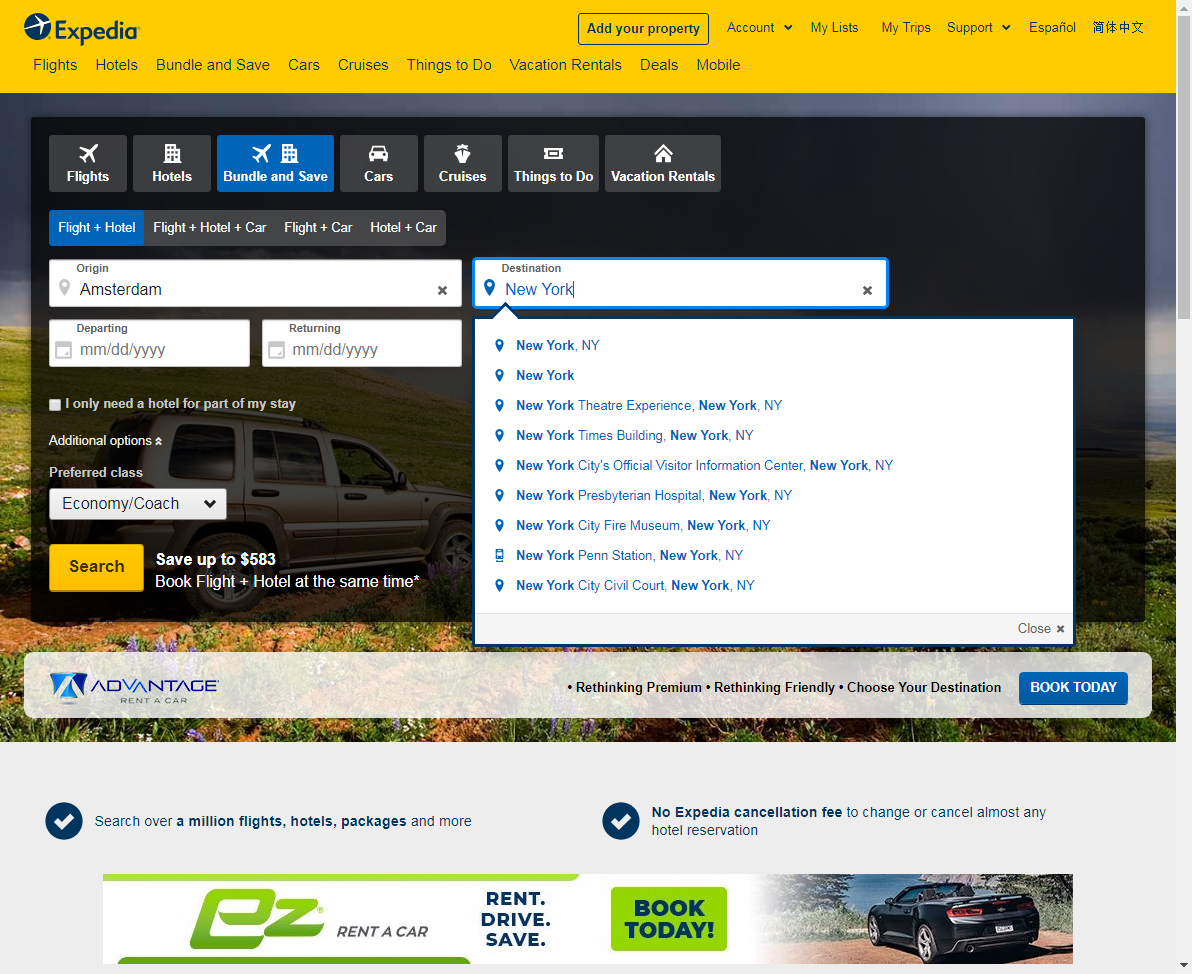 Expedia
Add your property
Account
My Lists
My Trips
Support
Español
简体中文
Flights
Hotels
Bundle and Save
Cars
Cruises
Things to Do
Vacation Rentals
Deals
Mobile
Flights
Hotels
Bundle and Save
Cars
Cruises
Things to Do
Vacation Rentals
Flight + Hotel
Flight + Hotel + Car
Flight + Car
Hotel + Car
Origin
Amsterdam
Destination
New York
Departing
mm/dd/yyyy
Returning
mm/dd/yyyy
New York, NY
New York
New York Theatre Experience, New York, NY
New York Times Building, New York, NY
New York City's Official Visitor Information Center, New York, NY
New York Presbyterian Hospital, New York, NY
New York City Fire Museum, New York, NY
New York Penn Station, New York, NY
New York City Civil Court, New York, NY
Close
I only need a hotel for part of my stay
Additional options
Preferred class
Economy/Coach
Search
Save up to $583
Book Flight + Hotel at the same time*
ADVANTAGE
RENT A CAR
• Rethinking Premium • Rethinking Friendly • Choose Your Destination
BOOK TODAY
Search over a million flights, hotels, packages and more
No Expedia cancellation fee to change or cancel almost any
hotel reservation
ez
RENT A CAR
RENT.
DRIVE.
SAVE.
BOOK
TODAY!